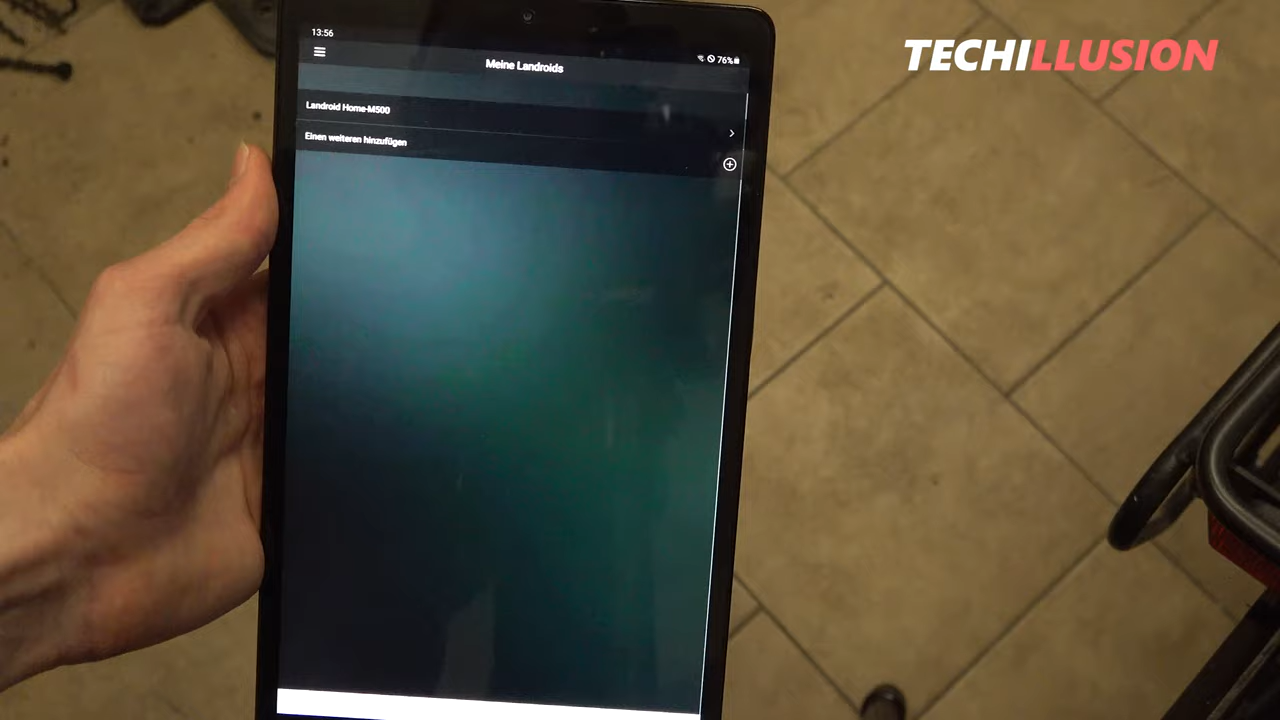 TECHILLUSION
13:56
76%
Meine Landroids
Landroid Home-M500
Einen weiteren hinzufügen